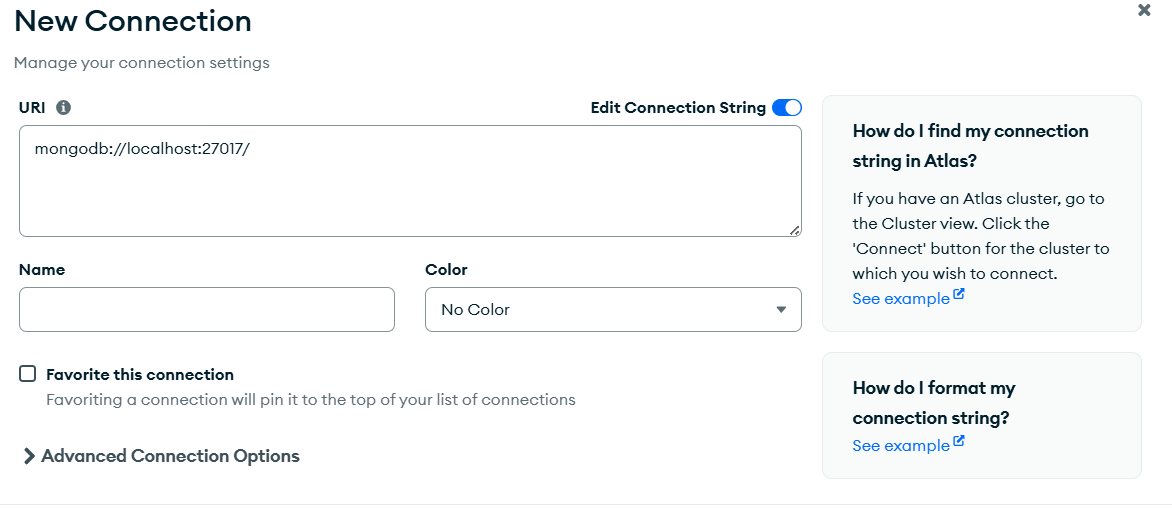 New Connection
Manage your connection settings
URI
Edit Connection String
mongodb://localhost:27017/
Name
Color
No Color
Favorite this connection
Favoriting a connection will pin it to the top of your list of connections
Advanced Connection Options
How do I find my connection
string in Atlas?
If you have an Atlas cluster, go to
the Cluster view. Click the
'Connect' button for the cluster to
which you wish to connect.
See example
How do I format my
connection string?
See example